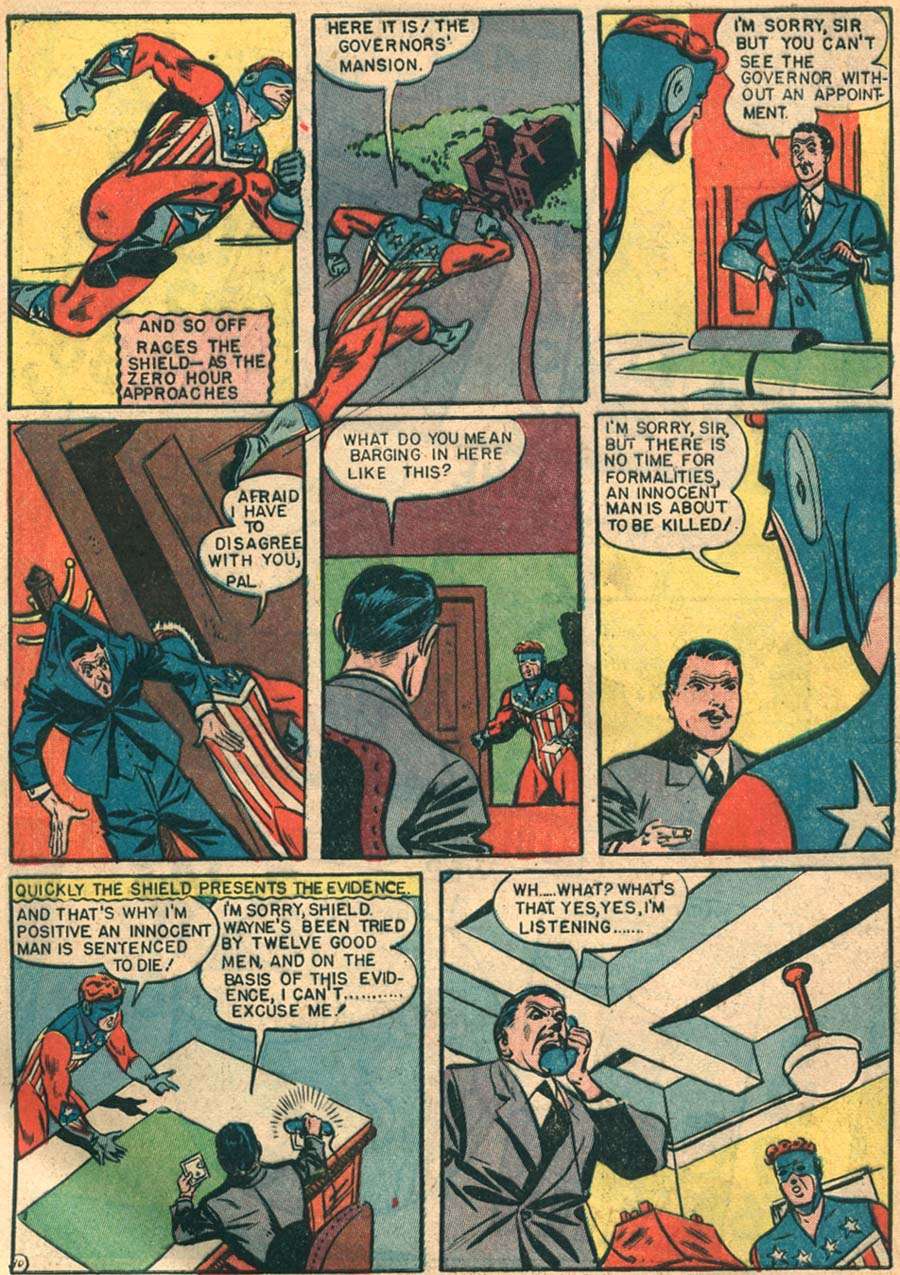 AND SO OFF
RACES THE
SHIELD—AS THE
ZERO HOUR
APPROACHES
HERE IT IS! THE
GOVERNORS'
MANSION.
I'M SORRY, SIR
BUT YOU CAN'T
SEE THE
GOVERNOR WITH-
OUT AN APPOINT-
MENT.
AFRAID
I HAVE
TO
DISAGREE
WITH YOU,
PAL.
WHAT DO YOU MEAN
BARGING IN HERE
LIKE THIS?
I'M SORRY, SIR,
BUT THERE IS
NO TIME FOR
FORMALITIES,
AN INNOCENT
MAN IS ABOUT
TO BE KILLED!
QUICKLY THE SHIELD PRESENTS THE EVIDENCE.
AND THAT'S WHY I'M
POSITIVE AN INNOCENT
MAN IS SENTENCED
TO DIE!
I'M SORRY, SHIELD.
WAYNE'S BEEN TRIED
BY TWELVE GOOD
MEN, AND ON THE
BASIS OF THIS EVID-
ENCE, I CAN'T...........
EXCUSE ME!
10
WH.....WHAT? WHAT'S
THAT. YES, YES, I'M
LISTENING.......